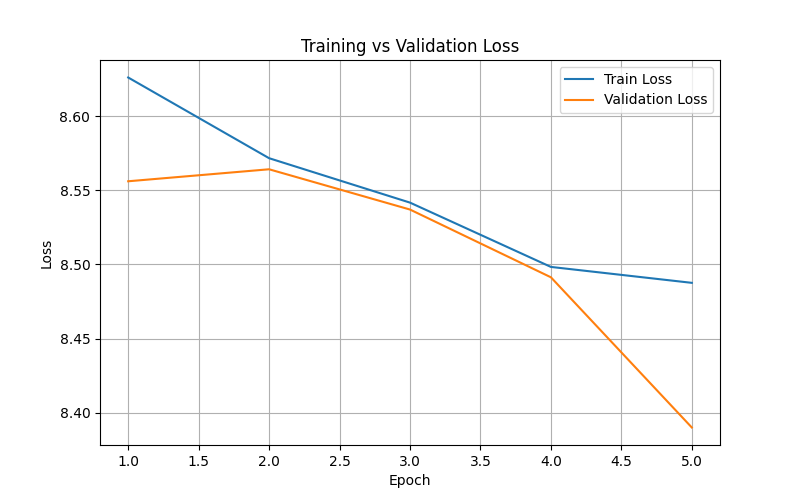 Training vs Validation Loss
Train Loss
Validation Loss
8.60
8.55
8.50
8.45
8.40
Loss
1.0 1.5 2.0 2.5 3.0 3.5 4.0 4.5 5.0
Epoch